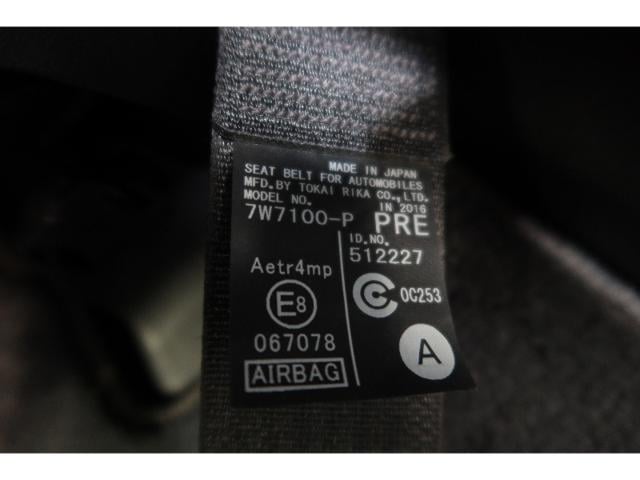 MADE IN JAPAN
SEAT BELT FOR AUTOMOBILES
MFD. BY TOKAI RIKA CO., LTD.
MODEL NO. IN 2016
7W7100-P PRE
ID. NO.
512227
Aetr4mp
E8
067078
AIRBAG
CC 0C253
A